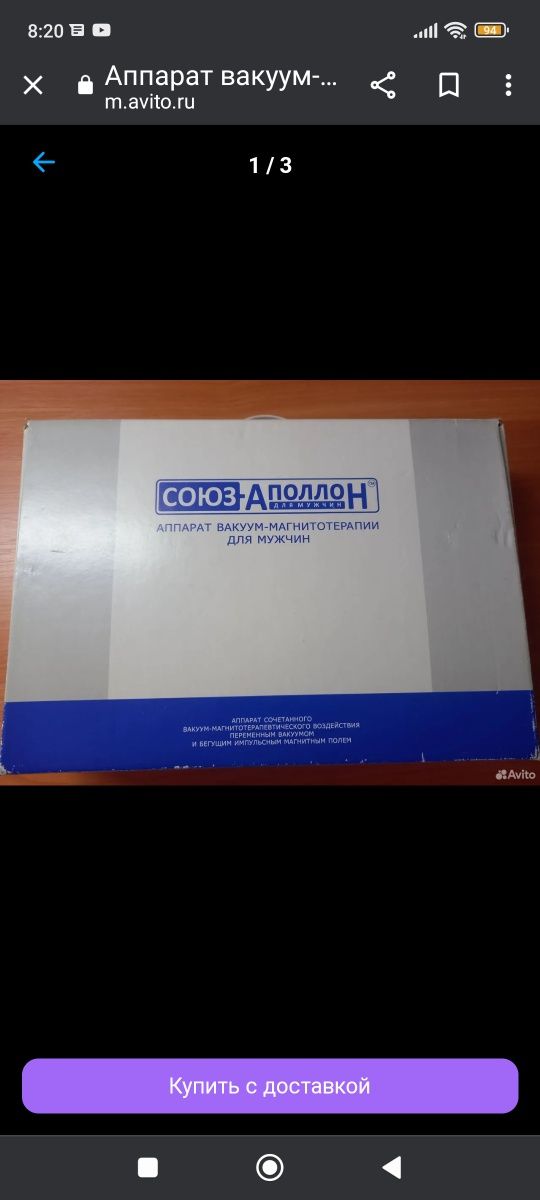 8:20
94
Аппарат вакуум-...
m.avito.ru
1 / 3
СОЮЗ-АПОЛЛОН™
ДЛЯ МУЖЧИН
АППАРАТ ВАКУУМ-МАГНИТОТЕРАПИИ
ДЛЯ МУЖЧИН
АППАРАТ СОЧЕТАННОГО
ВАКУУМ-МАГНИТОТЕРАПЕВТИЧЕСКОГО ВОЗДЕЙСТВИЯ
ПЕРЕМЕННЫМ ВАКУУМОМ
И БЕГУЩИМ ИМПУЛЬСНЫМ МАГНИТНЫМ ПОЛЕМ
Avito
Купить с доставкой